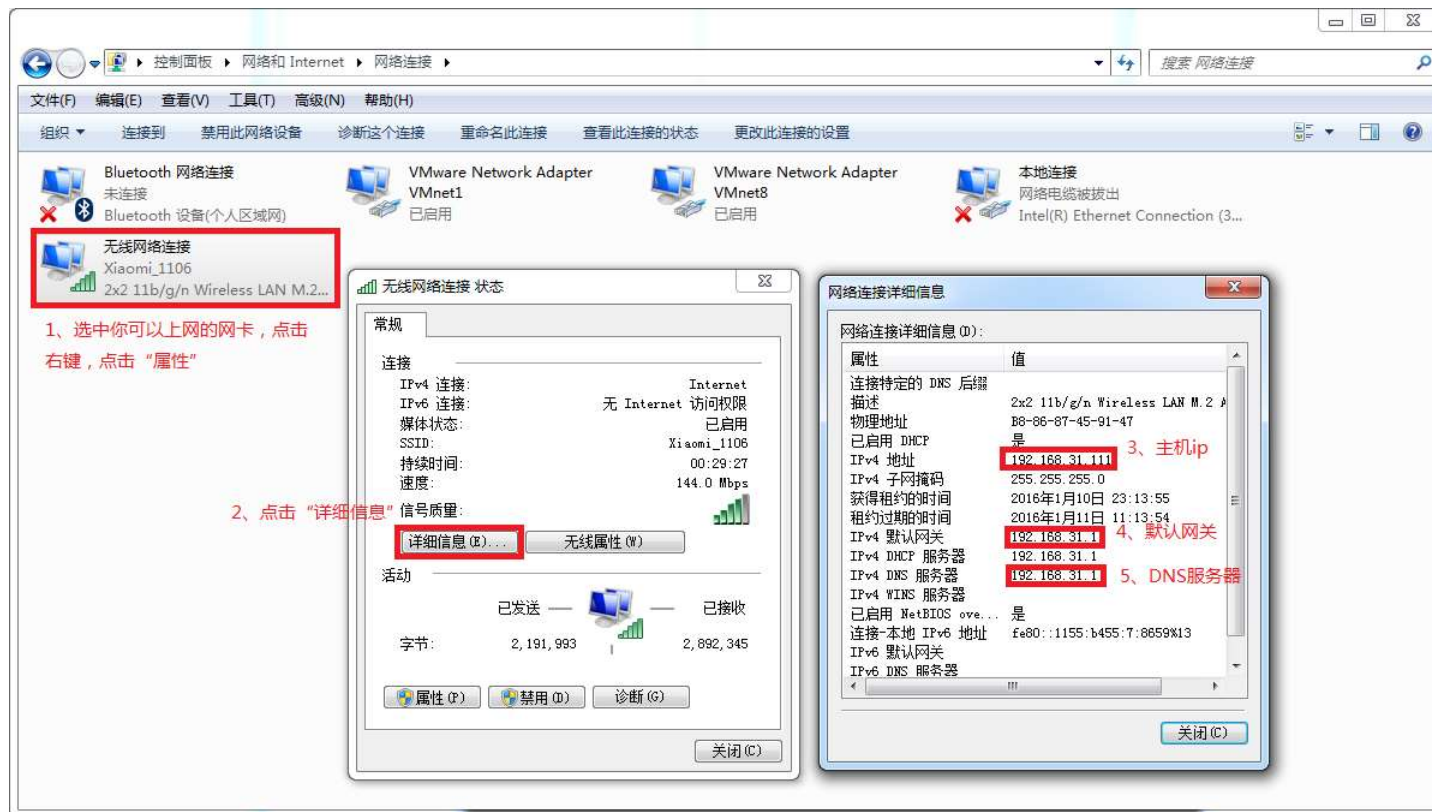 控制面板 ▸ 网络和 Internet ▸ 网络连接 ▸
搜索 网络连接
文件(F) 编辑(E) 查看(V) 工具(T) 高级(N) 帮助(H)
组织 连接到 禁用此网络设备 诊断这个连接 重命名此连接 查看此连接的状态 更改此连接的设置
Bluetooth 网络连接
未连接
Bluetooth 设备(个人区域网)
VMware Network Adapter
VMnet1
已启用
VMware Network Adapter
VMnet8
已启用
本地连接
网络电缆被拔出
Intel(R) Ethernet Connection (3...
无线网络连接
Xiaomi_1106
2x2 11b/g/n Wireless LAN M.2...
1、选中你可以上网的网卡，点击
右键，点击“属性”
无线网络连接 状态
常规
连接
IPv4 连接: Internet
IPv6 连接: 无 Internet 访问权限
媒体状态: 已启用
SSID: Xiaomi_1106
持续时间: 00:29:27
速度: 144.0 Mbps
信号质量:
2、点击“详细信息”
详细信息(E)... 无线属性(W)
活动
已发送 — — 已接收
字节: 2,191,993 2,892,345
属性(P) 禁用(D) 诊断(G)
关闭(C)
网络连接详细信息
网络连接详细信息(D):
属性 值
连接特定的 DNS 后缀
描述 2x2 11b/g/n Wireless LAN M.2 A
物理地址 B8-86-87-45-91-47
已启用 DHCP 是
IPv4 地址 192.168.31.111
3、主机ip
IPv4 子网掩码 255.255.255.0
获得租约的时间 2016年1月10日 23:13:55
租约过期的时间 2016年1月11日 11:13:54
IPv4 默认网关 192.168.31.1
4、默认网关
IPv4 DHCP 服务器 192.168.31.1
IPv4 DNS 服务器 192.168.31.1
5、DNS服务器
IPv4 WINS 服务器
已启用 NetBIOS ove... 是
连接-本地 IPv6 地址 fe80::1155:b455:7:8659%13
IPv6 默认网关
IPv6 DNS 服务器
关闭(C)